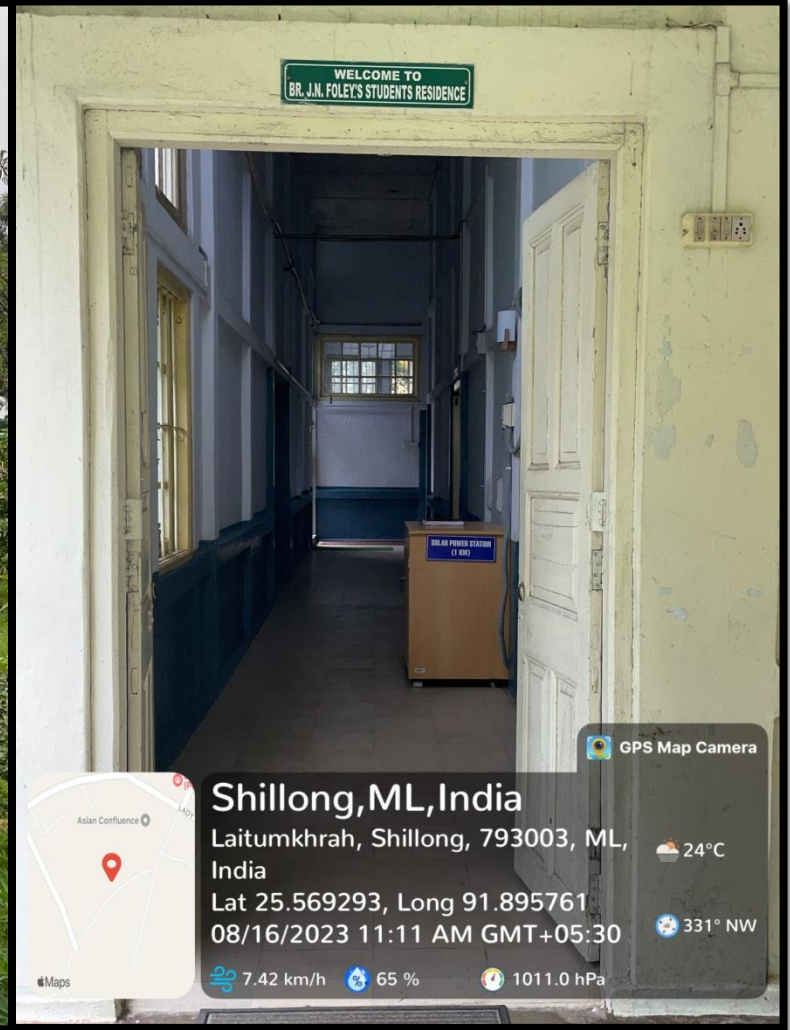 WELCOME TO
BR. J.N. FOLEY'S STUDENTS RESIDENCE
SOLAR POWER STATION
(1 KW)
GPS Map Camera
Asian Confluence
LADY
Shillong,ML,India
Laitumkhrah, Shillong, 793003, ML,
India
Lat 25.569293, Long 91.895761
08/16/2023 11:11 AM GMT+05:30
24°C
331° NW
Maps
7.42 km/h
65 %
1011.0 hPa